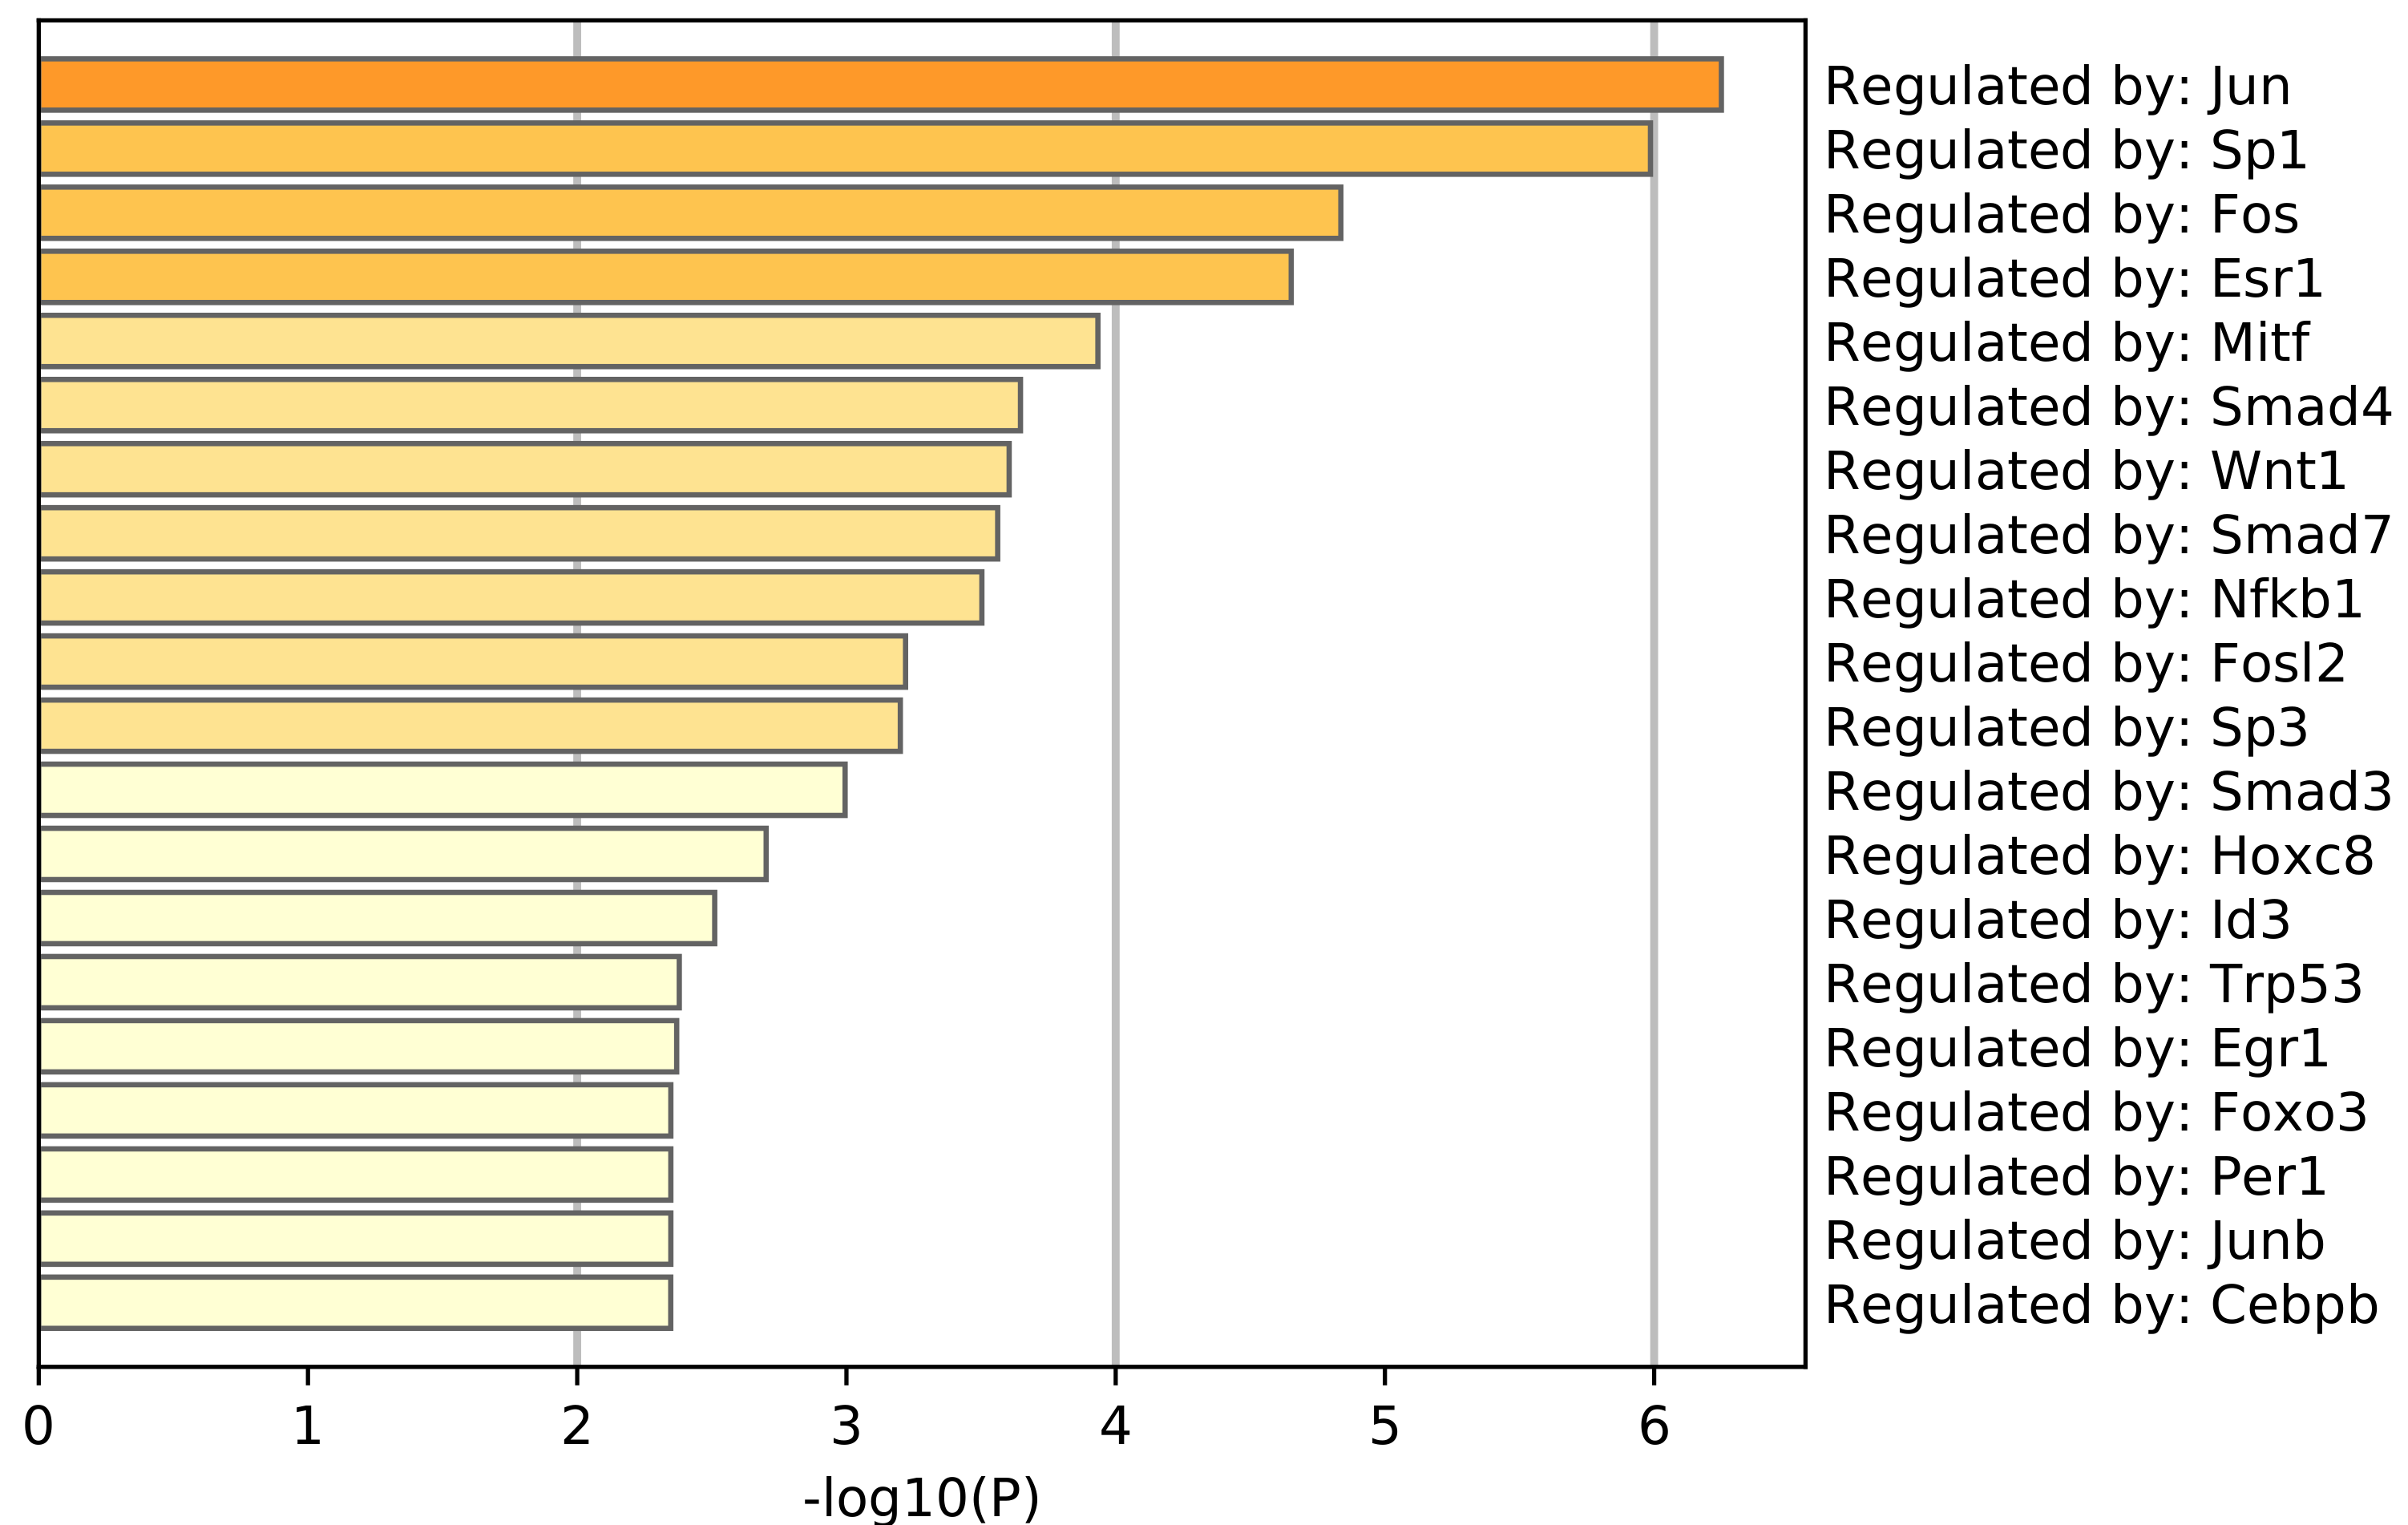 Regulated by: Jun
Regulated by: Sp1
Regulated by: Fos
Regulated by: Esr1
Regulated by: Mitf
Regulated by: Smad4
Regulated by: Wnt1
Regulated by: Smad7
Regulated by: Nfkb1
Regulated by: Fosl2
Regulated by: Sp3
Regulated by: Smad3
Regulated by: Hoxc8
Regulated by: Id3
Regulated by: Trp53
Regulated by: Egr1
Regulated by: Foxo3
Regulated by: Per1
Regulated by: Junb
Regulated by: Cebpb
0 1 2 3 4 5 6
-log10(P)